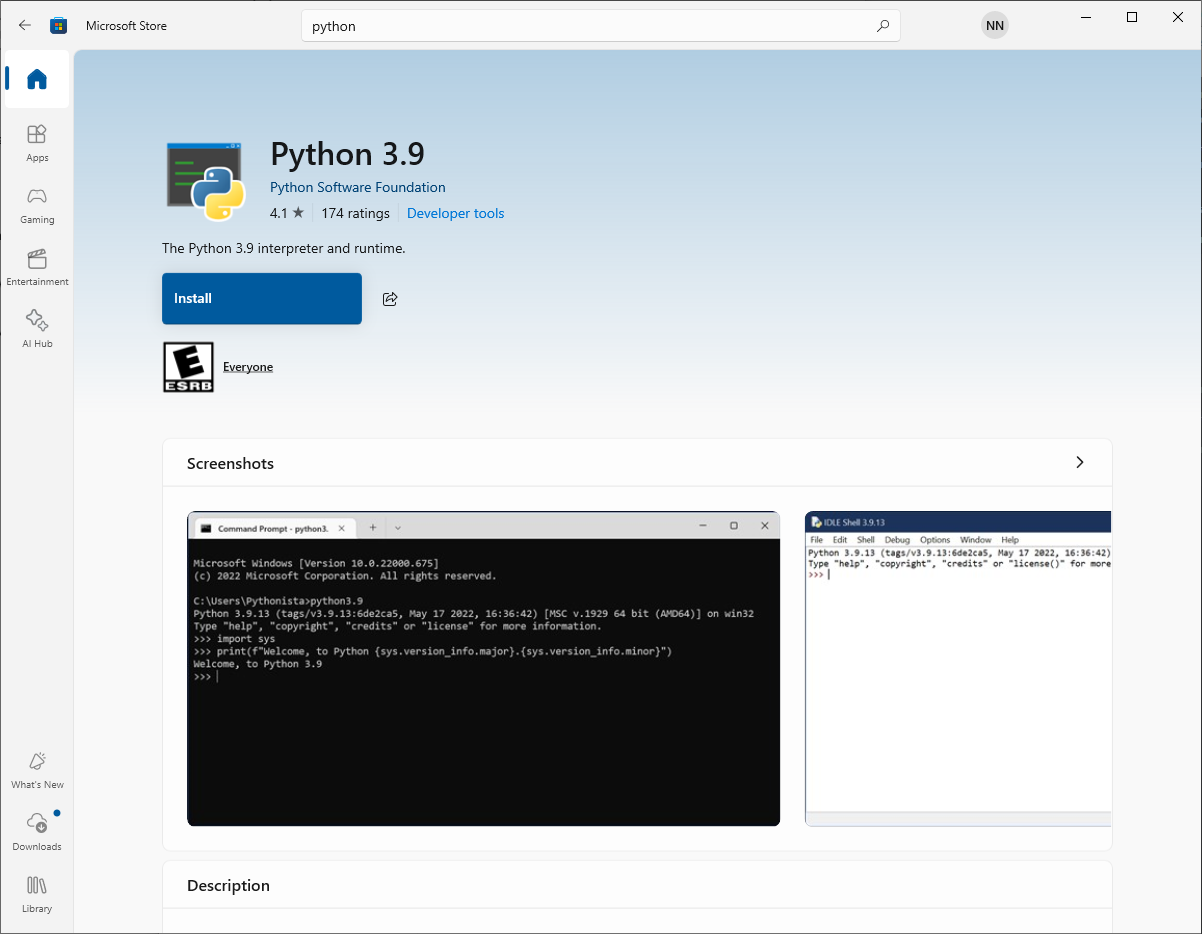 Microsoft Store
python
NN
Apps
Gaming
Entertainment
AI Hub
What's New
Downloads
Library
Python 3.9
Python Software Foundation
4.1 ★ 174 ratings Developer tools
The Python 3.9 interpreter and runtime.
Install
E
ESRB
Everyone
Screenshots
Command Prompt - python3.
Microsoft Windows [Version 10.0.22000.675]
(c) 2022 Microsoft Corporation. All rights reserved.
C:\Users\Pythonista>python3.9
Python 3.9.13 (tags/v3.9.13:6de2ca5, May 17 2022, 16:36:42) [MSC v.1929 64 bit (AMD64)] on win32
Type "help", "copyright", "credits" or "license" for more information.
>>> import sys
>>> print(f"Welcome, to Python {sys.version_info.major}.{sys.version_info.minor}")
Welcome, to Python 3.9
>>>
IDLE Shell 3.9.13
File Edit Shell Debug Options Window Help
Python 3.9.13 (tags/v3.9.13:6de2ca5, May 17 2022, 16:36:42)
Type "help", "copyright", "credits" or "license()" for more
>>>
Description